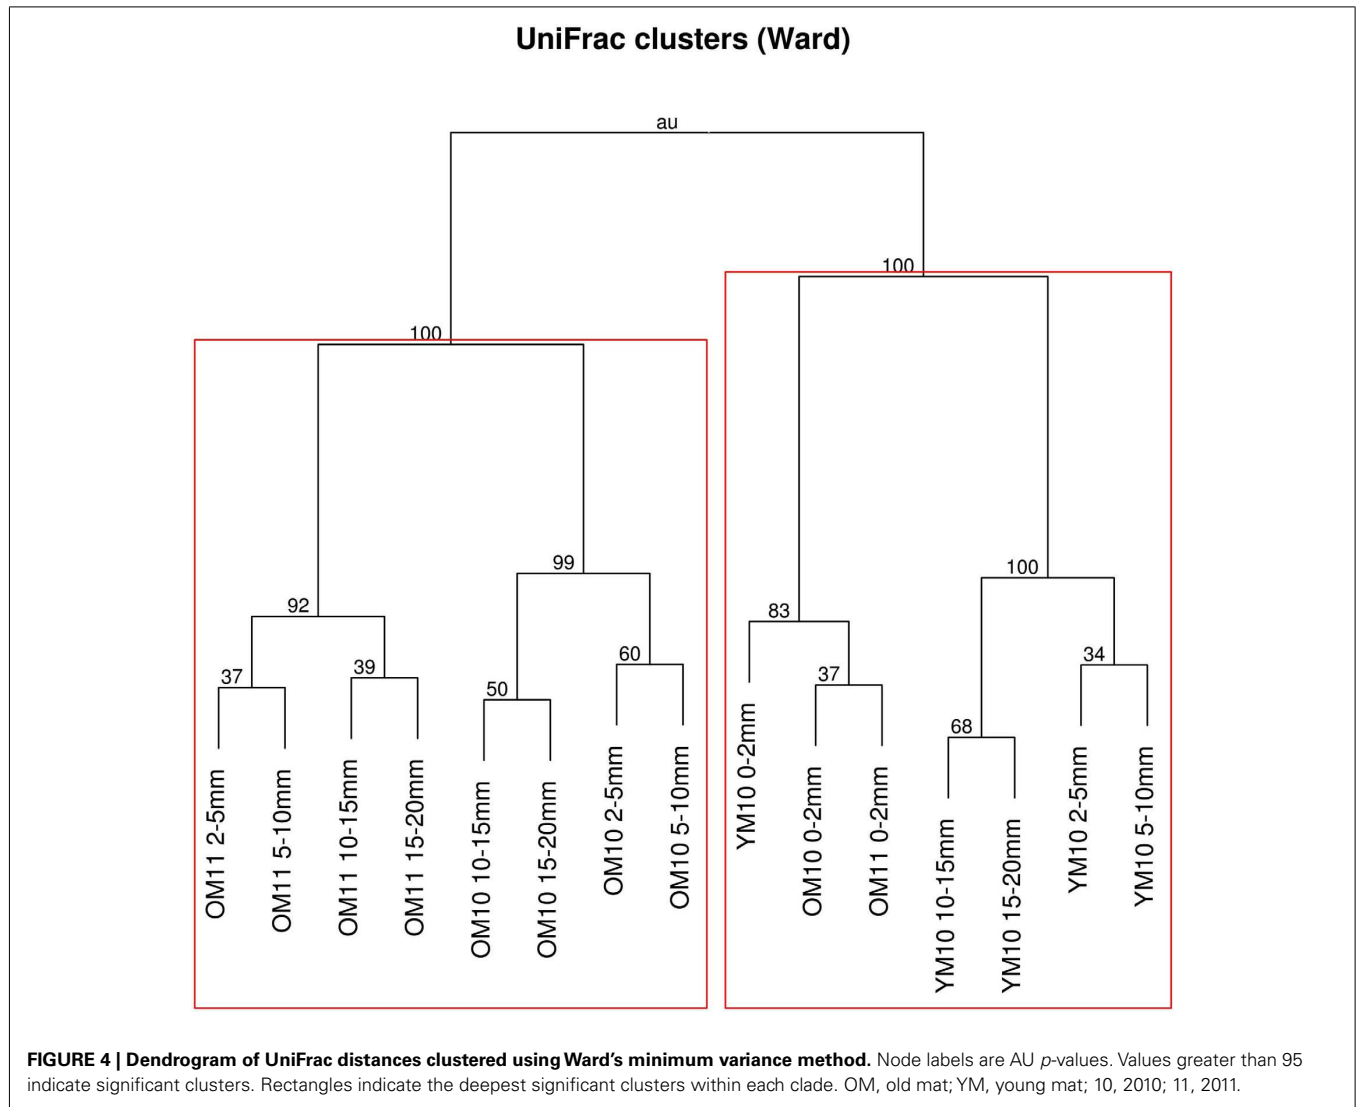 UniFrac clusters (Ward)
au
100
100
99
100
92
83
60
34
37
39
37
50
68
OM11 2-5mm
OM11 5-10mm
OM11 10-15mm
OM11 15-20mm
OM10 10-15mm
OM10 15-20mm
OM10 2-5mm
OM10 5-10mm
YM10 0-2mm
OM10 0-2mm
OM11 0-2mm
YM10 10-15mm
YM10 15-20mm
YM10 2-5mm
YM10 5-10mm
FIGURE 4 | Dendrogram of UniFrac distances clustered using Ward's minimum variance method. Node labels are AU p-values. Values greater than 95
indicate significant clusters. Rectangles indicate the deepest significant clusters within each clade. OM, old mat; YM, young mat; 10, 2010; 11, 2011.